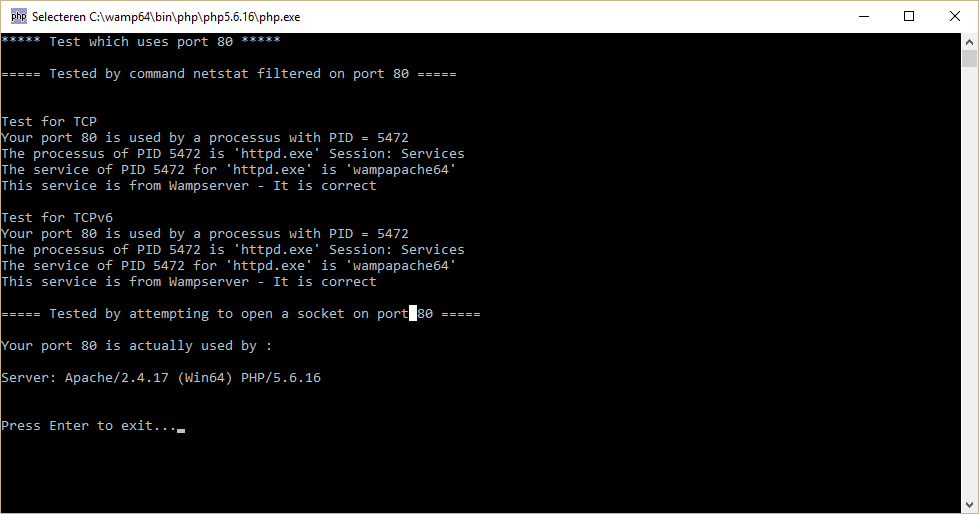 php Selecteren C:\wamp64\bin\php\php5.6.16\php.exe
***** Test which uses port 80 *****
===== Tested by command netstat filtered on port 80 =====
Test for TCP
Your port 80 is used by a processus with PID = 5472
The processus of PID 5472 is 'httpd.exe' Session: Services
The service of PID 5472 for 'httpd.exe' is 'wampapache64'
This service is from Wampserver - It is correct
Test for TCPv6
Your port 80 is used by a processus with PID = 5472
The processus of PID 5472 is 'httpd.exe' Session: Services
The service of PID 5472 for 'httpd.exe' is 'wampapache64'
This service is from Wampserver - It is correct
===== Tested by attempting to open a socket on port 80 =====
Your port 80 is actually used by :
Server: Apache/2.4.17 (Win64) PHP/5.6.16
Press Enter to exit...